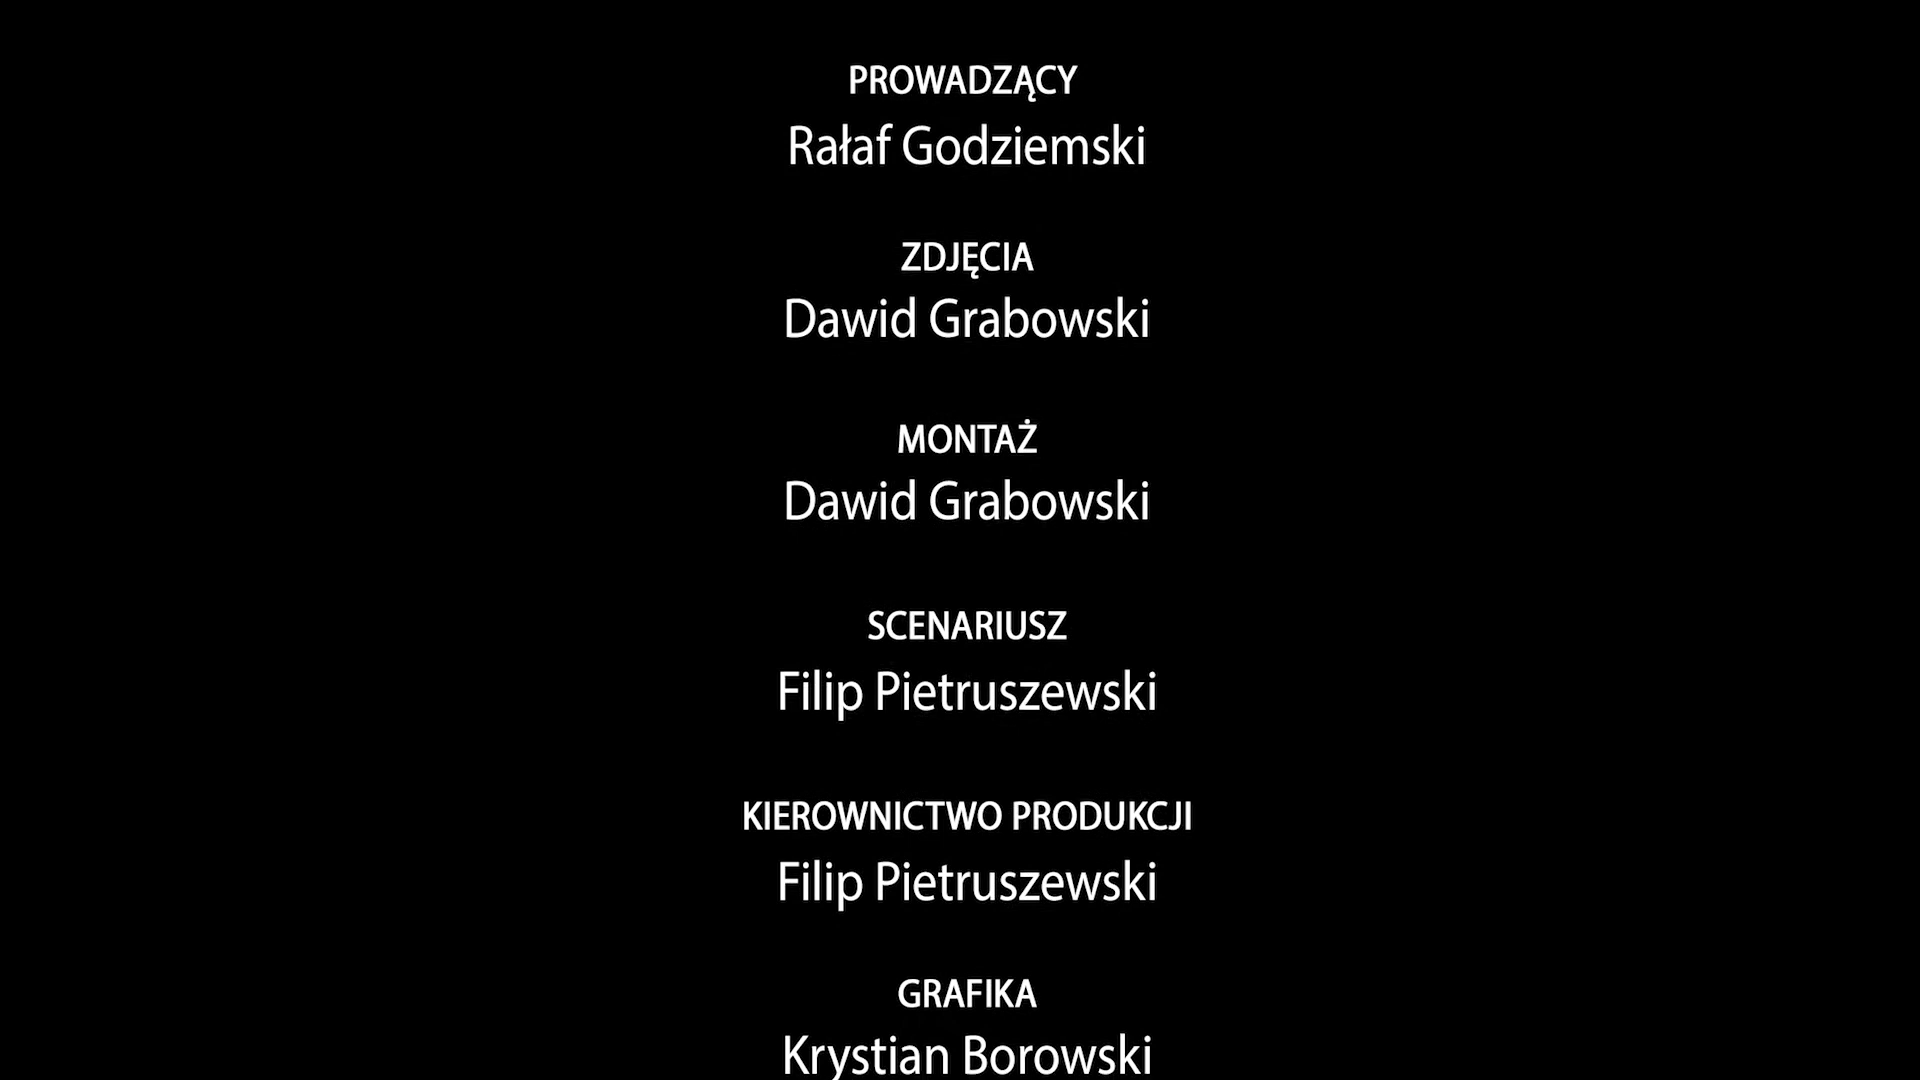 PROWADZĄCY
Rałaf Godziemski
ZDJĘCIA
Dawid Grabowski
MONTAŻ
Dawid Grabowski
SCENARIUSZ
Filip Pietruszewski
KIEROWNICTWO PRODUKCJI
Filip Pietruszewski
GRAFIKA
Krystian Borowski